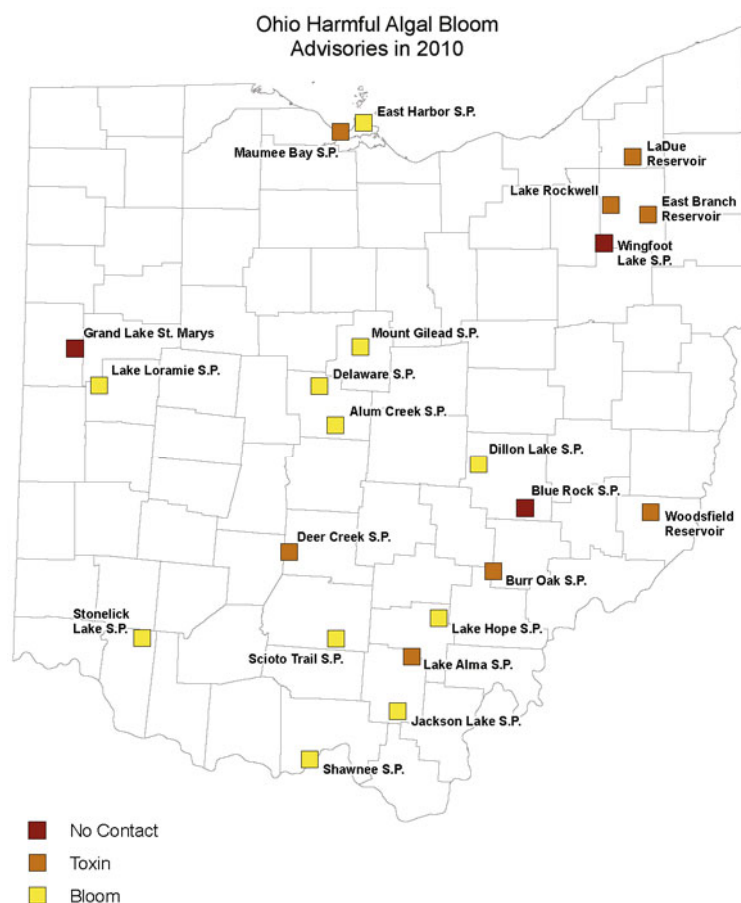 Ohio Harmful Algal Bloom
Advisories in 2010
East Harbor S.P.
Maumee Bay S.P.
LaDue
Reservoir
Lake Rockwell
East Branch
Reservoir
Wingfoot
Lake S.P.
Grand Lake St. Marys
Mount Gilead S.P.
Lake Loramie S.P.
Delaware S.P.
Alum Creek S.P.
Dillon Lake S.P.
Blue Rock S.P.
Woodsfield
Reservoir
Deer Creek S.P.
Burr Oak S.P.
Stonelick
Lake S.P.
Lake Hope S.P.
Scioto Trail S.P.
Lake Alma S.P.
Jackson Lake S.P.
Shawnee S.P.
No Contact
Toxin
Bloom